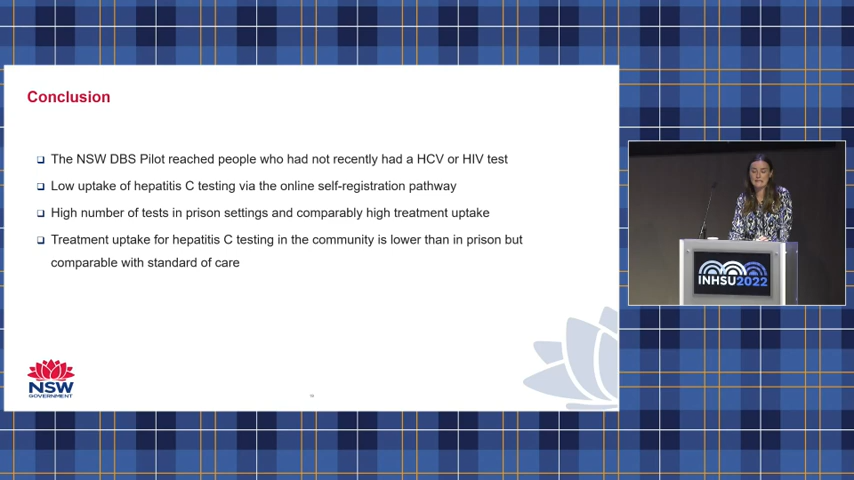 Conclusion
The NSW DBS Pilot reached people who had not recently had a HCV or HIV test
Low uptake of hepatitis C testing via the online self-registration pathway
High number of tests in prison settings and comparably high treatment uptake
Treatment uptake for hepatitis C testing in the community is lower than in prison but
comparable with standard of care
NSW
GOVERNMENT
INHSU2022